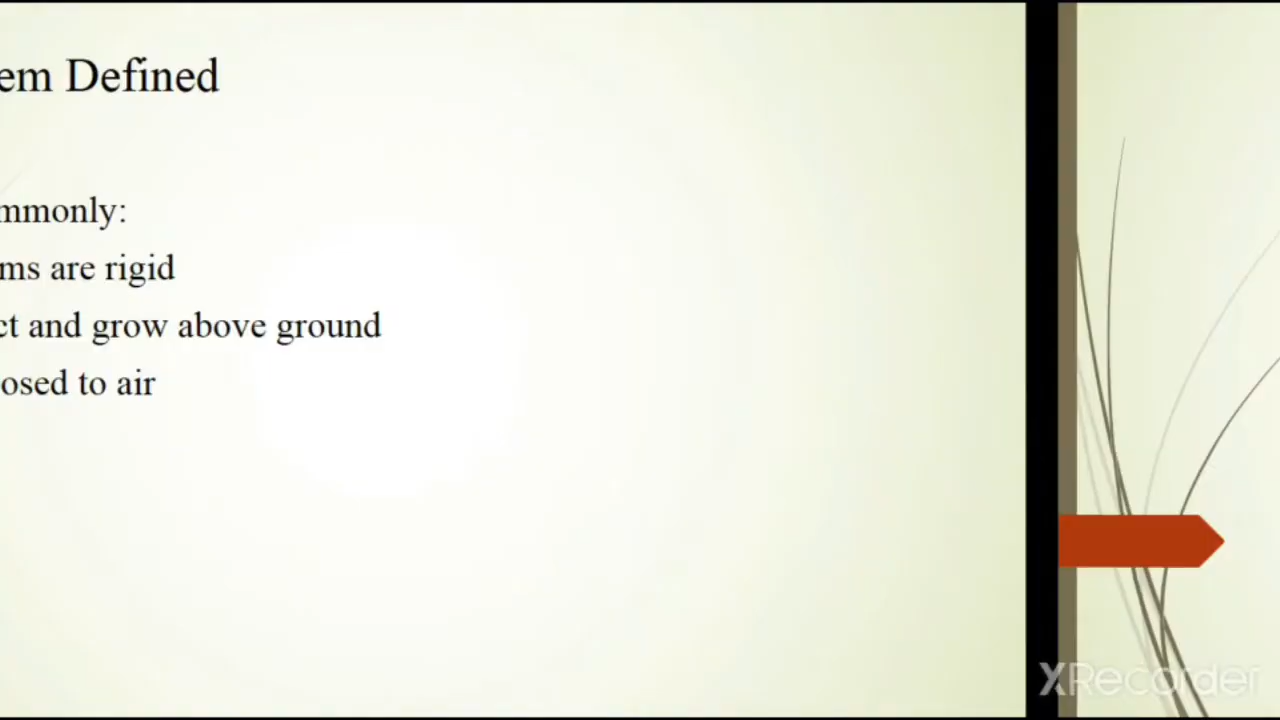 em Defined
mmonly:
ms are rigid
ct and grow above ground
osed to air
XRecorder